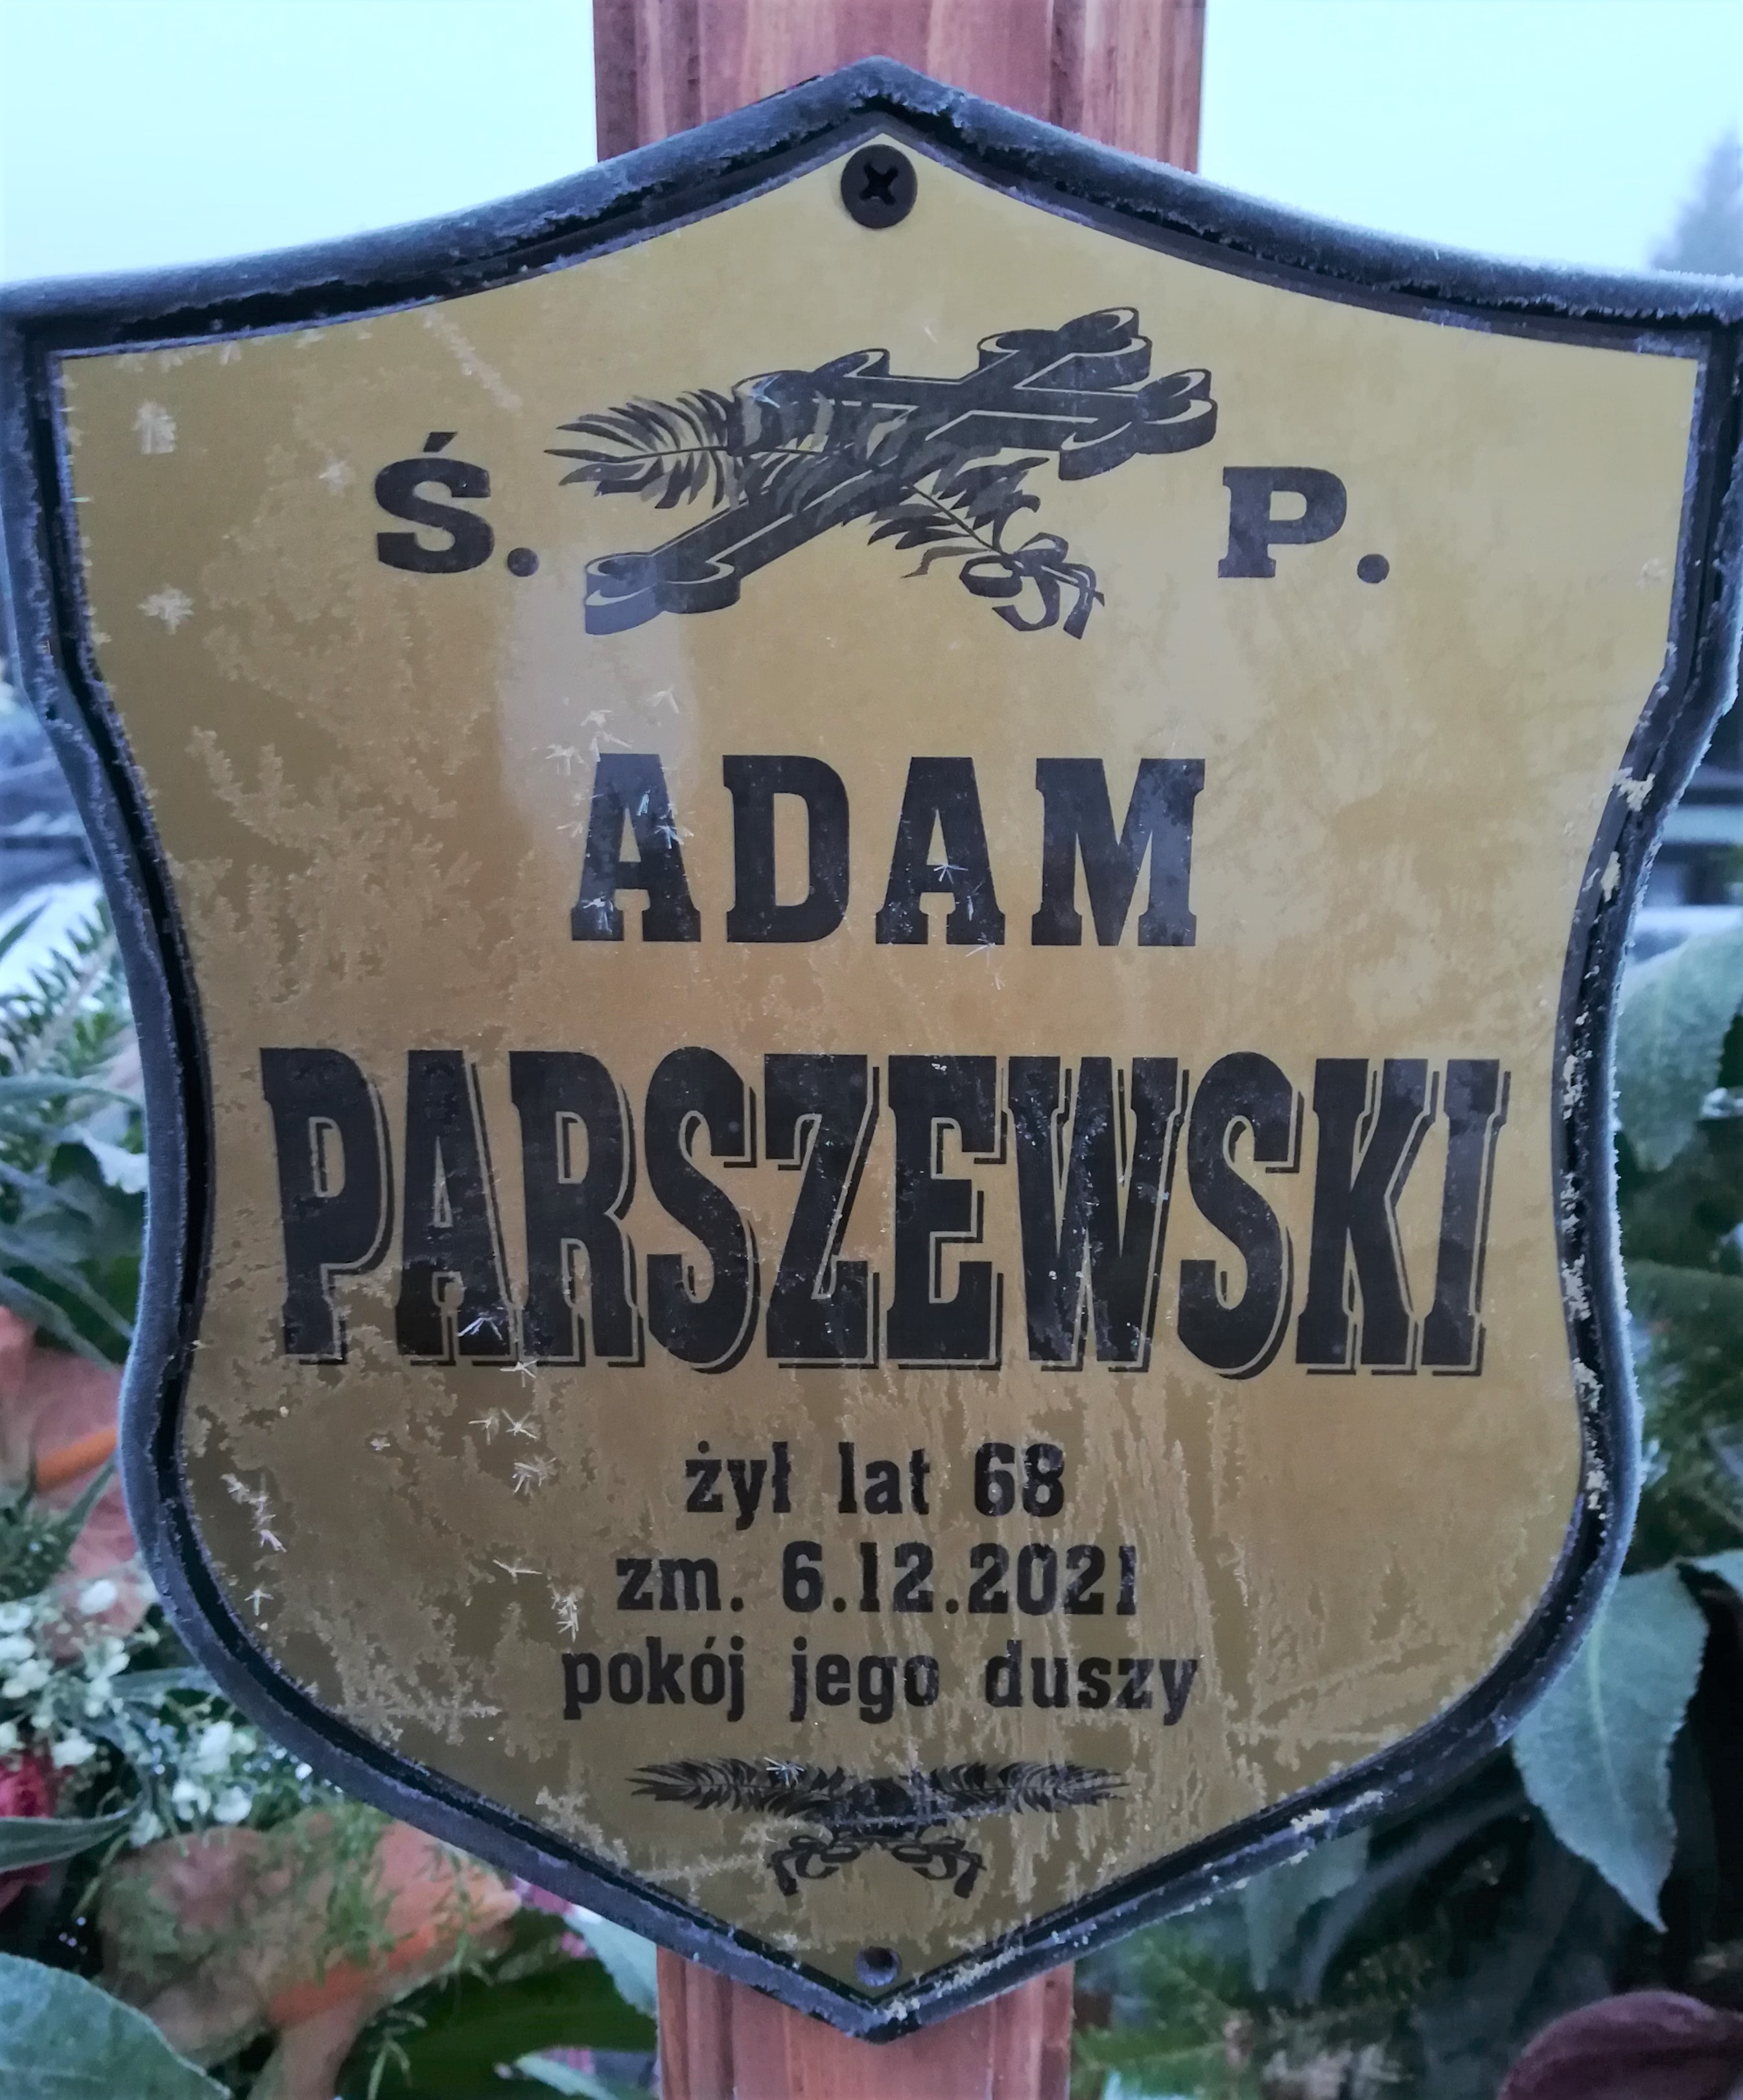 Ś. P.
ADAM
PARSZEWSKI
żył lat 68
zm. 6.12.2021
pokój jego duszy